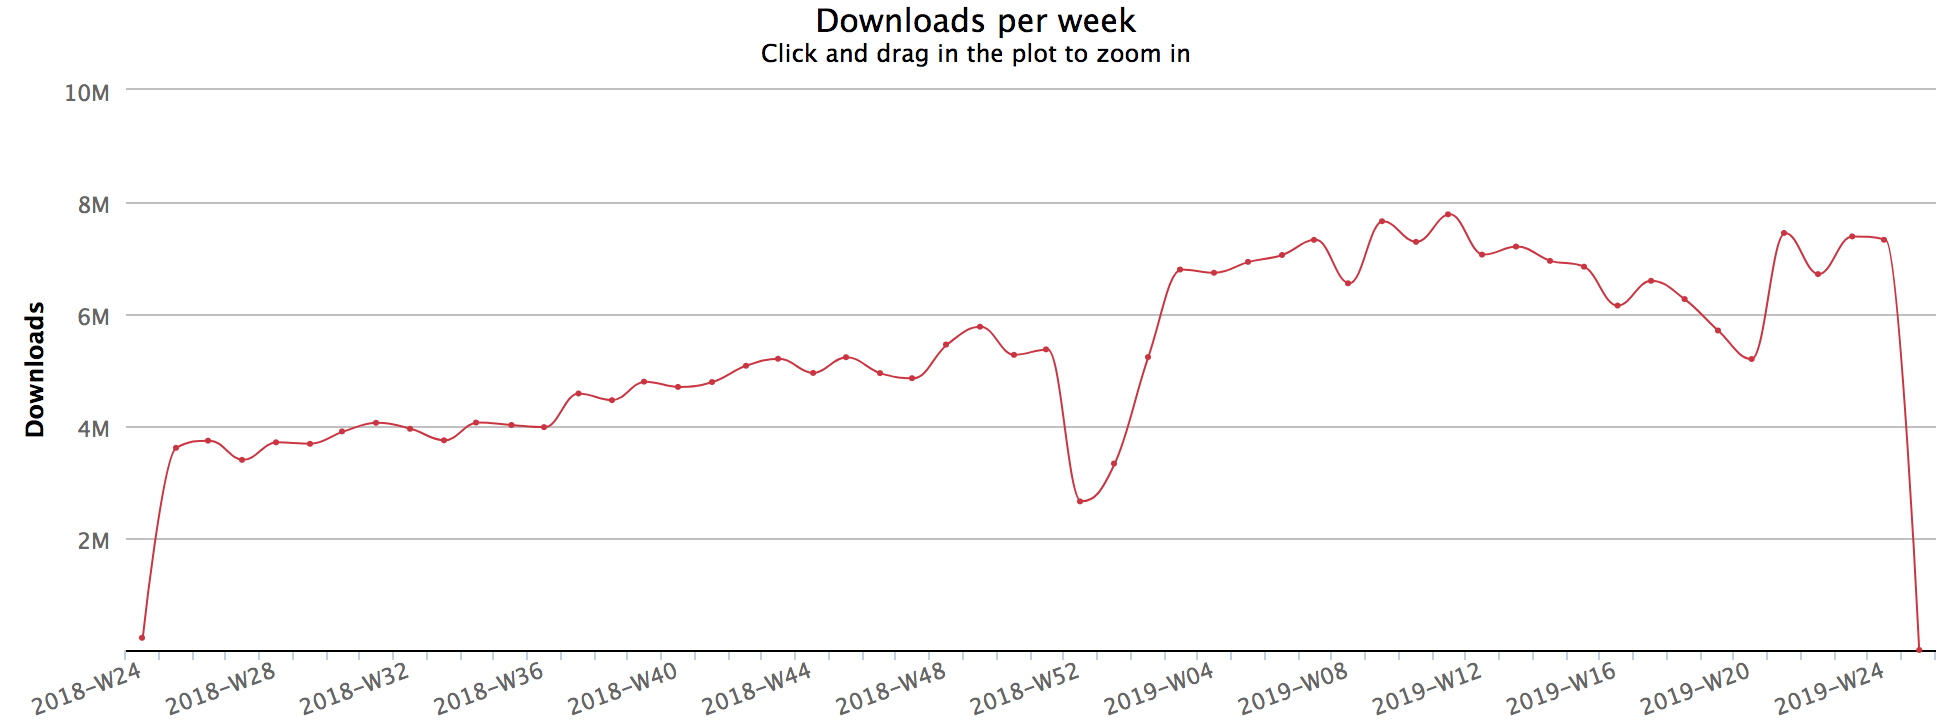 Downloads per week
Click and drag in the plot to zoom in
10M
8M
6M
4M
2M
Downloads
2018–W24
2018–W28
2018–W32
2018–W36
2018–W40
2018–W44
2018–W48
2018–W52
2019–W04
2019–W08
2019–W12
2019–W16
2019–W20
2019–W24